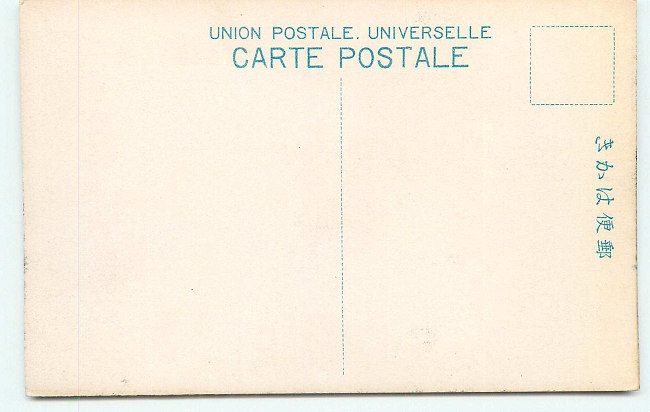 UNION POSTALE. UNIVERSELLE
CARTE POSTALE
きかは便郵